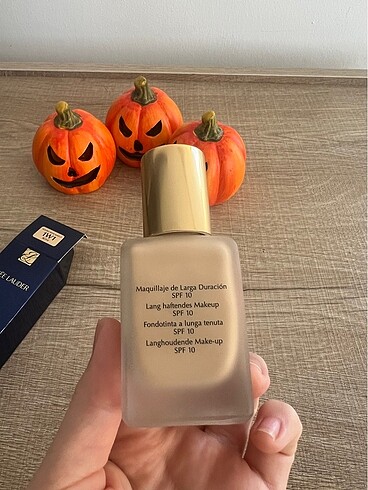 1W1
LAUDER
Maquillaje de Larga Duración
SPF 10
Lang haftendes Makeup
SPF 10
Fondotinta a lunga tenuta
SPF 10
Langhoudende Make-up
SPF 10